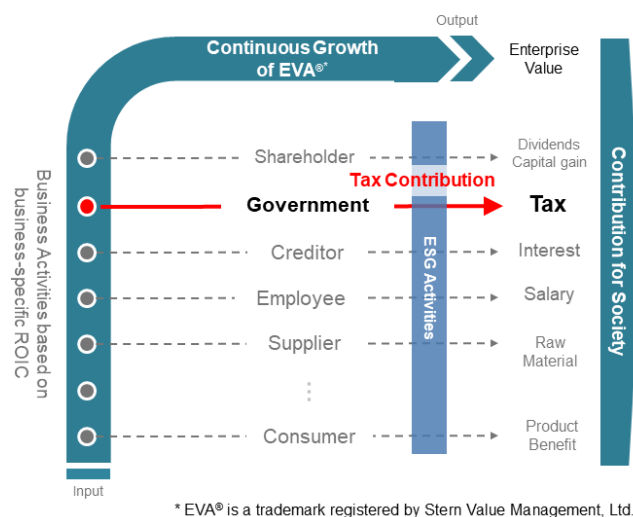 Output
Continuous Growth
of EVA®*
Enterprise
Value
Shareholder
Dividends
Capital gain
Tax Contribution
Government
Tax
Creditor
Interest
Employee
Salary
Supplier
Raw
Material
⋮
Consumer
Product
Benefit
ESG Activities
Business Activities based on
business-specific ROIC
Contribution for Society
Input
* EVA® is a trademark registered by Stern Value Management, Ltd.